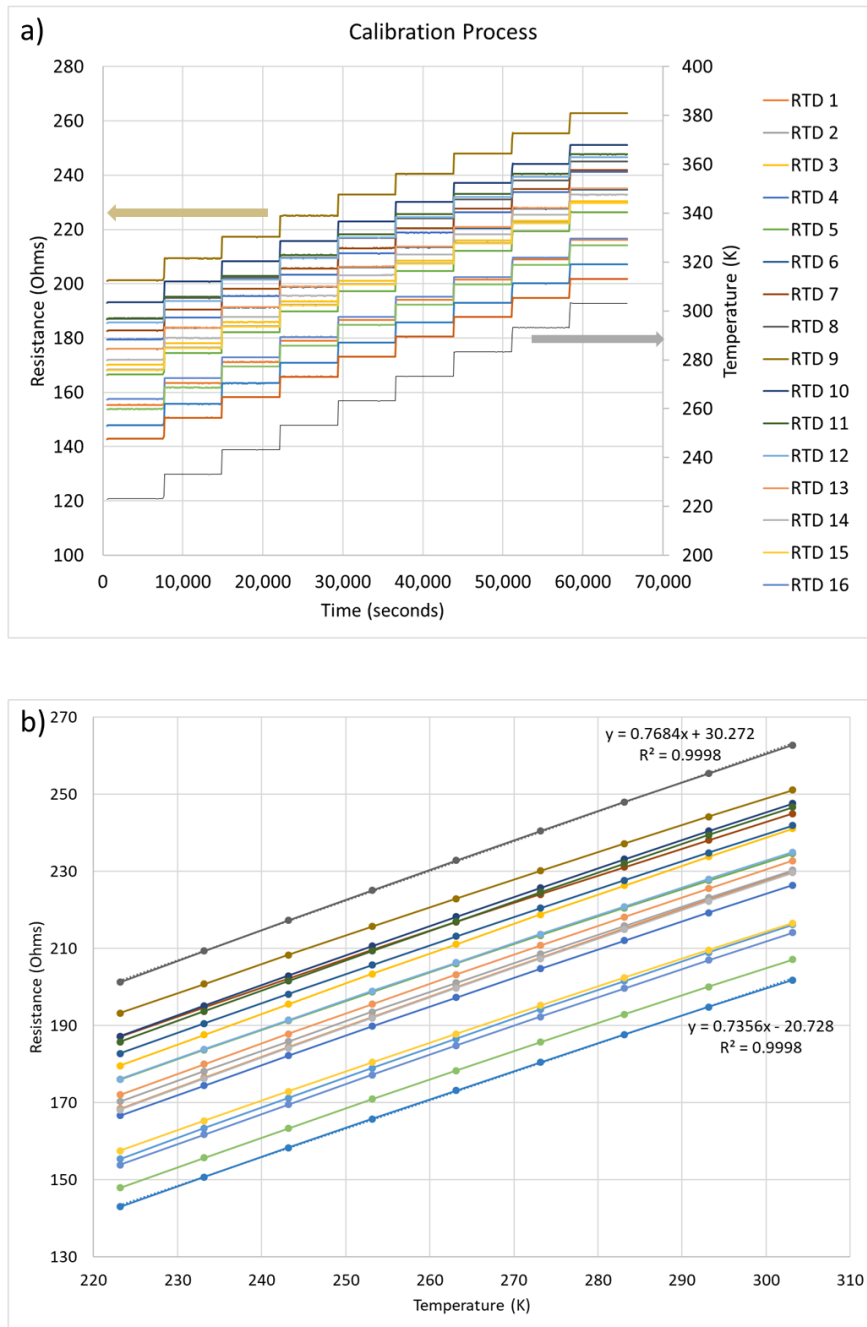 a)
Calibration Process
280
260
240
220
200
180
160
140
120
100
Resistance (Ohms)
400
380
360
340
320
300
280
260
240
220
200
Temperature (K)
0
10,000
20,000
30,000
40,000
50,000
60,000
70,000
Time (seconds)
RTD 1
RTD 2
RTD 3
RTD 4
RTD 5
RTD 6
RTD 7
RTD 8
RTD 9
RTD 10
RTD 11
RTD 12
RTD 13
RTD 14
RTD 15
RTD 16
b)
270
250
230
210
190
170
150
130
Resistance (Ohms)
y = 0.7684x + 30.272
R² = 0.9998
y = 0.7356x - 20.728
R² = 0.9998
220
230
240
250
260
270
280
290
300
310
Temperature (K)